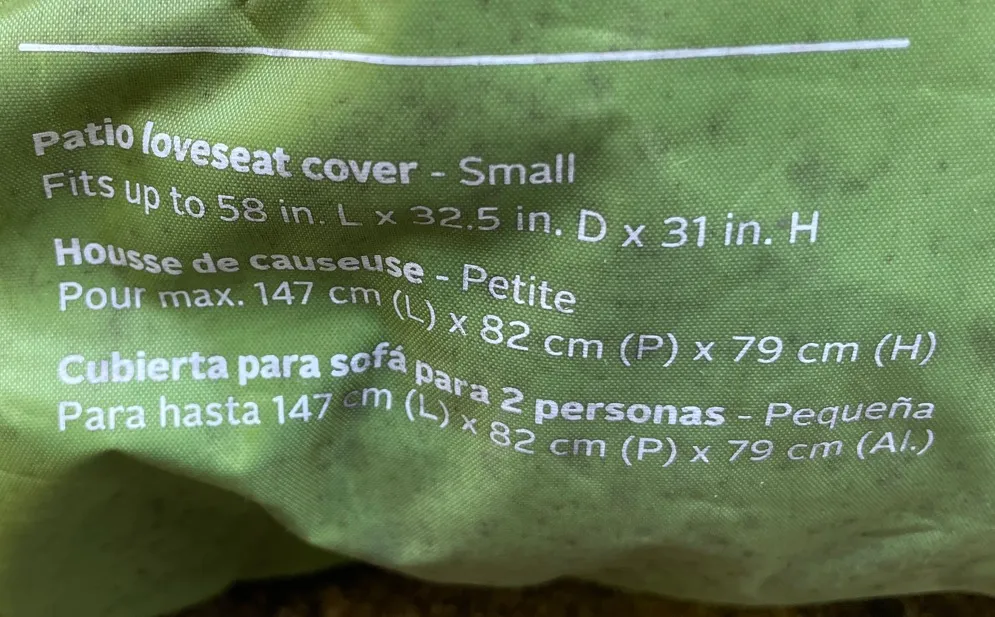 Patio loveseat cover - Small
Fits up to 58 in. L x 32.5 in. D x 31 in. H
Housse de causeuse - Petite
Pour max. 147 cm (L) x 82 cm (P) x 79 cm (H)
Cubierta para sofá para 2 personas - Pequeña
Para hasta 147 cm (L) x 82 cm (P) x 79 cm (Al.)